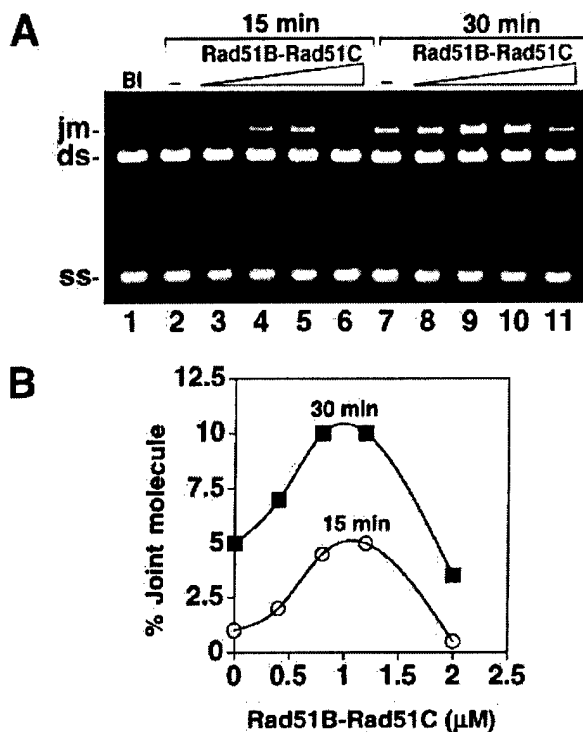 A
15 min
30 min
Rad51B-Rad51C
Rad51B-Rad51C
Bl
–
–
jm-
ds-
ss-
1 2 3 4 5 6 7 8 9 10 11
B
12.5
10
7.5
5
2.5
0
% Joint molecule
30 min
15 min
0 0.5 1 1.5 2 2.5
Rad51B-Rad51C (μM)